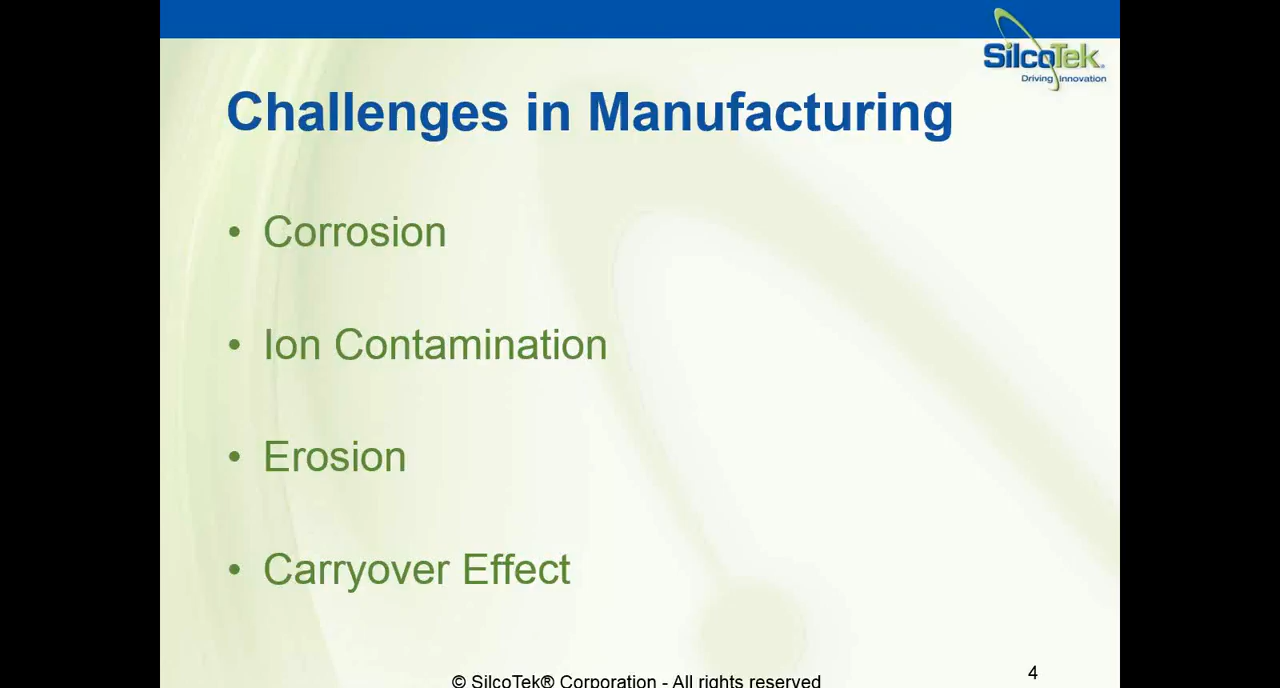 SilcoTek®
Driving Innovation
Challenges in Manufacturing
• Corrosion
• Ion Contamination
• Erosion
• Carryover Effect
© SilcoTek® Corporation - All rights reserved
4